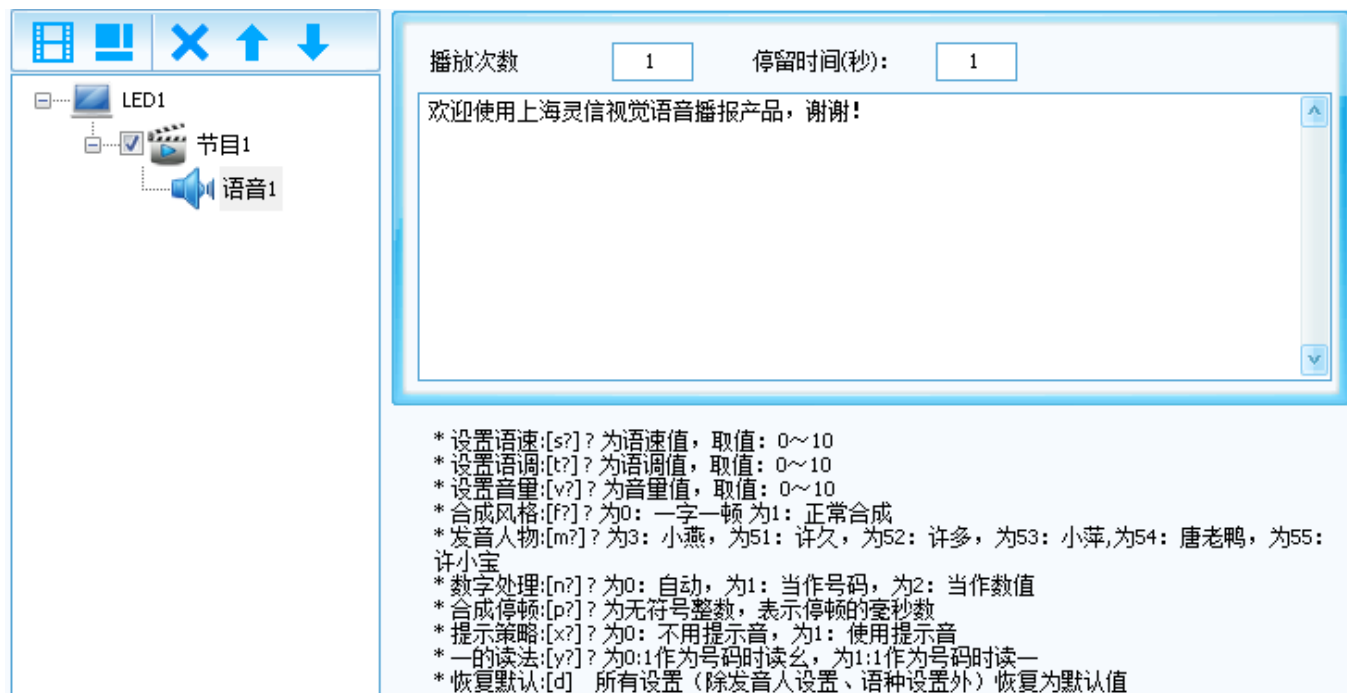 播放次数 1 停留时间(秒): 1
LED1
欢迎使用上海灵信视觉语音播报产品，谢谢!
节目1
语音1
* 设置语速:[s?] ? 为语速值，取值: 0～10
* 设置语调:[t?] ? 为语调值，取值: 0～10
* 设置音量:[v?] ? 为音量值，取值: 0～10
* 合成风格:[f?] ? 为0: 一字一顿 为1: 正常合成
* 发音人物:[m?] ? 为3: 小燕，为51: 许久，为52: 许多，为53: 小萍,为54: 唐老鸭，为55:
许小宝
* 数字处理:[n?] ? 为0: 自动，为1: 当作号码，为2: 当作数值
* 合成停顿:[p?] ? 为无符号整数，表示停顿的毫秒数
* 提示策略:[x?] ? 为0: 不用提示音，为1: 使用提示音
* 一的读法:[y?] ? 为0:1作为号码时读幺，为1:1作为号码时读一
* 恢复默认:[d] 所有设置（除发音人设置、语种设置外）恢复为默认值